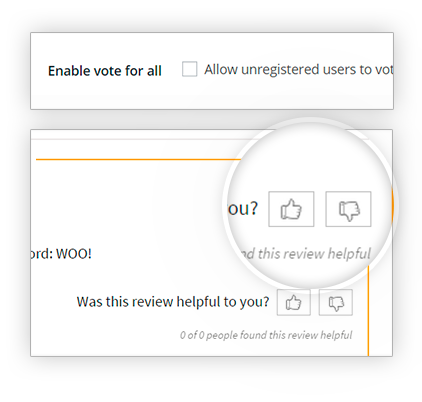 Enable vote for all Allow unregistered users to vot
ou?
nd this review helpful
ord: WOO!
Was this review helpful to you?
0 of 0 people found this review helpful